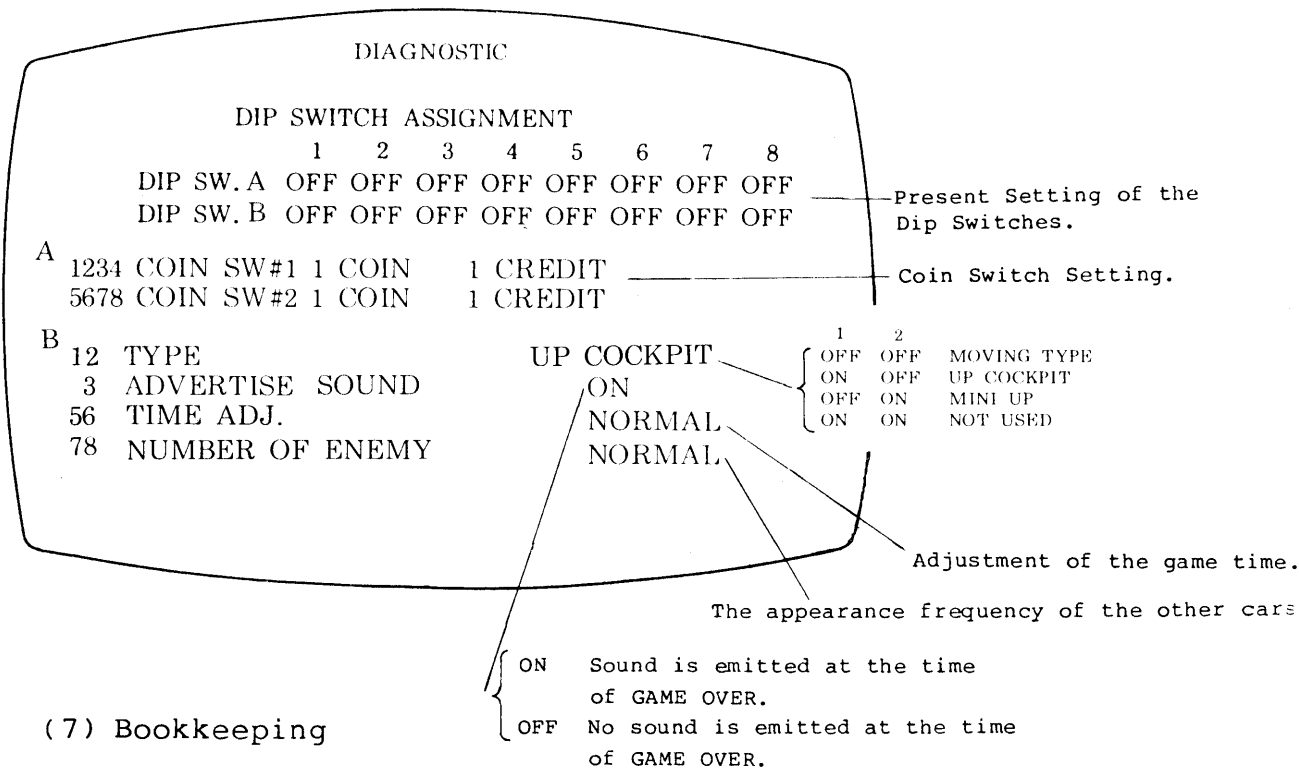 DIAGNOSTIC
DIP SWITCH ASSIGNMENT
1 2 3 4 5 6 7 8
DIP SW. A OFF OFF OFF OFF OFF OFF OFF OFF
DIP SW. B OFF OFF OFF OFF OFF OFF OFF OFF
Present Setting of the
Dip Switches.
A
1234 COIN SW#1 1 COIN 1 CREDIT
5678 COIN SW#2 1 COIN 1 CREDIT
Coin Switch Setting.
B
12 TYPE UP COCKPIT
3 ADVERTISE SOUND ON
56 TIME ADJ. NORMAL
78 NUMBER OF ENEMY NORMAL
1 2
OFF OFF MOVING TYPE
ON OFF UP COCKPIT
OFF ON MINI UP
ON ON NOT USED
Adjustment of the game time.
The appearance frequency of the other cars
ON Sound is emitted at the time
of GAME OVER.
OFF No sound is emitted at the time
of GAME OVER.
(7) Bookkeeping